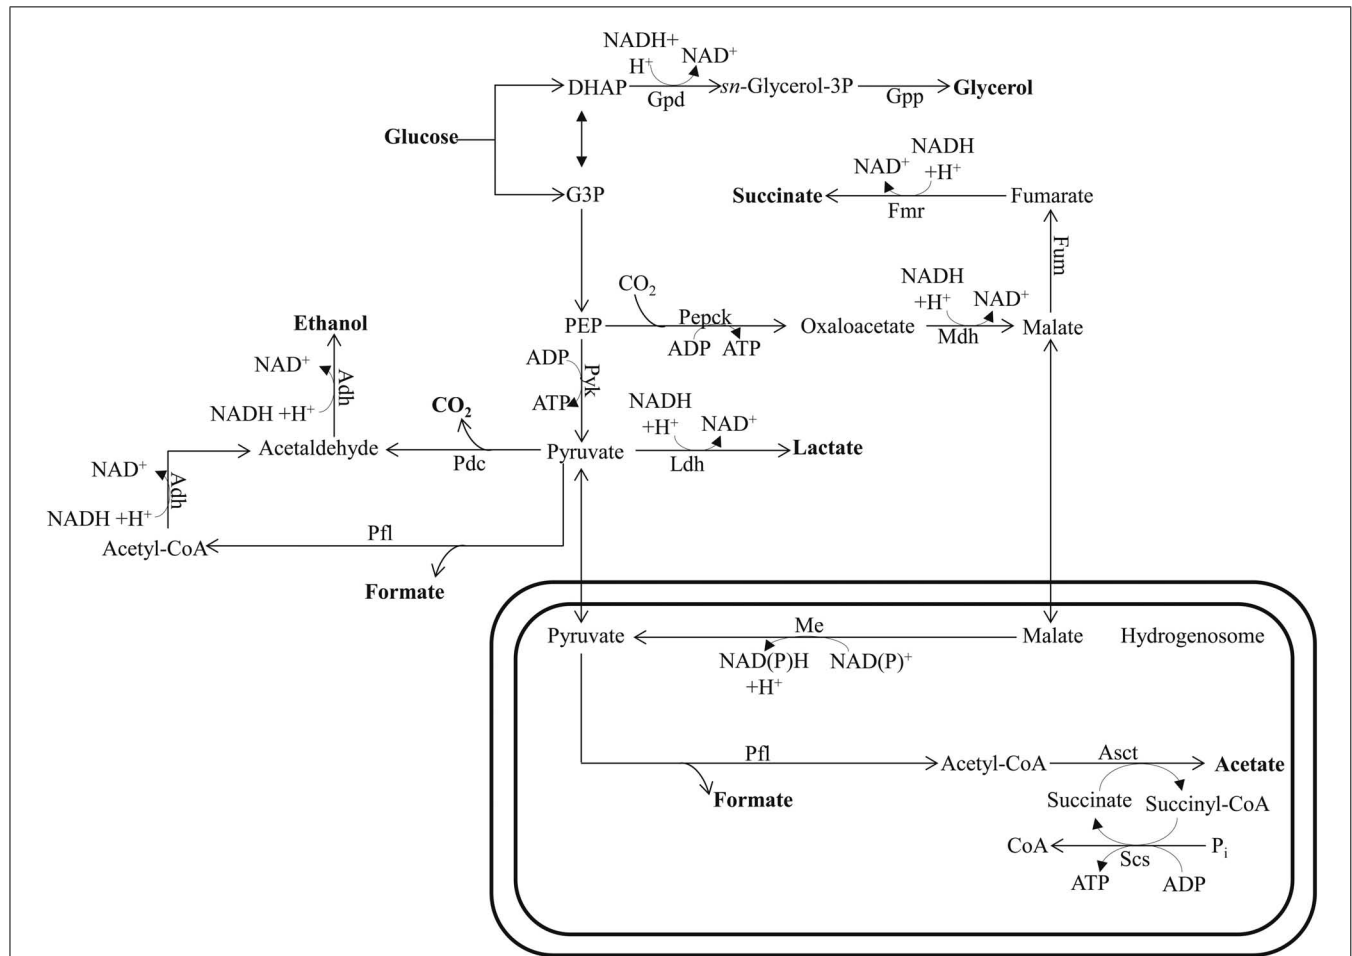 NADH+
H⁺ NAD⁺
DHAP Gpd sn-Glycerol-3P Gpp Glycerol
Glucose
NADH
NAD⁺ +H⁺
G3P Succinate Fmr Fumarate
Fum
CO₂ NADH
+H⁺ NAD⁺
Ethanol PEP Pepck Oxaloacetate Mdh Malate
ADP ATP
NAD⁺ Adh ADP Pyk
NADH +H⁺ CO₂ ATP NADH
+H⁺ NAD⁺
Acetaldehyde Pdc Pyruvate Ldh Lactate
NAD⁺ Adh
NADH +H⁺
Acetyl-CoA Pfl
Formate
Pyruvate Me Malate Hydrogenosome
NAD(P)H NAD(P)⁺
+H⁺
Pfl Acetyl-CoA Asct Acetate
Formate Succinate Succinyl-CoA
CoA Scs Pᵢ
ATP ADP